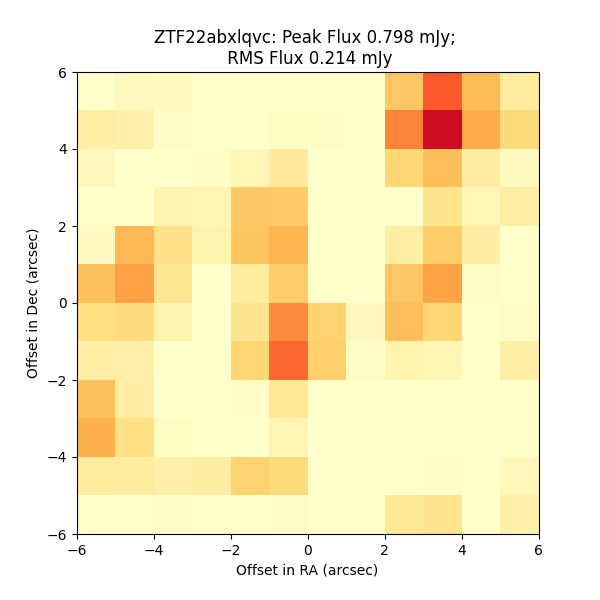 ZTF22abxlqvc: Peak Flux 0.798 mJy;
RMS Flux 0.214 mJy
6
4
2
0
−2
−4
−6
Offset in Dec (arcsec)
−6 −4 −2 0 2 4 6
Offset in RA (arcsec)